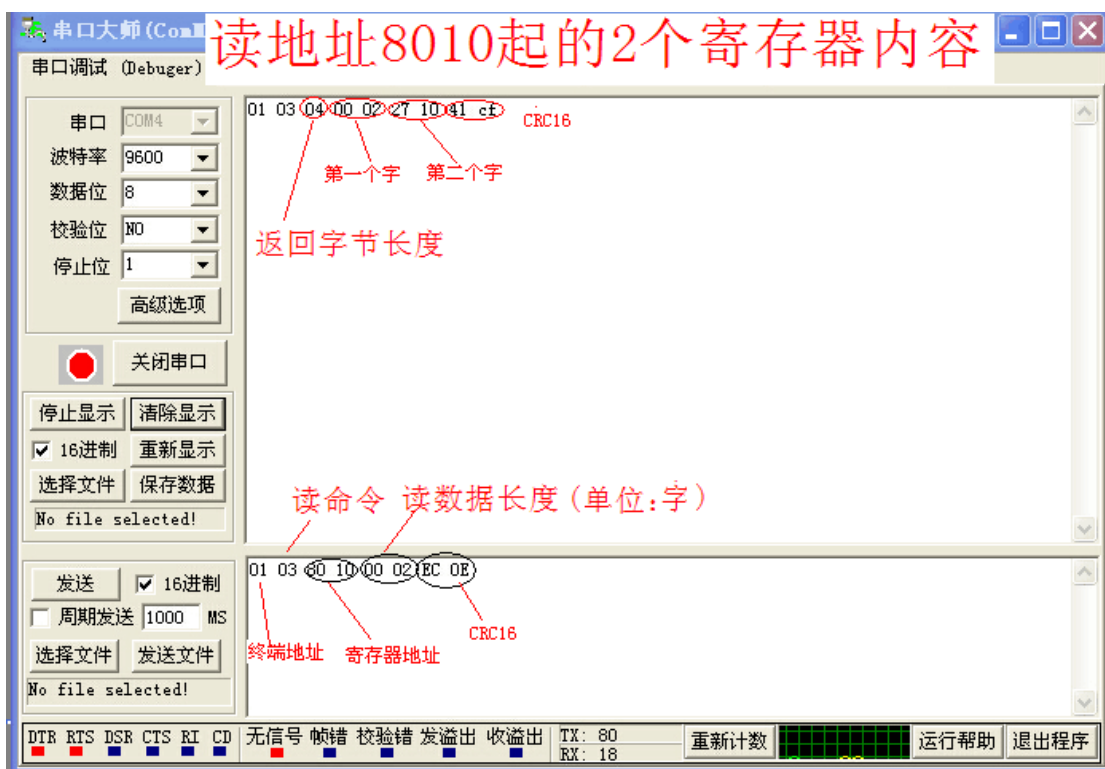 串口大师(Com
读地址8010起的2个寄存器内容
串口调试 (Debuger)
串口 COM4
波特率 9600
数据位 8
校验位 NO
停止位 1
高级选项
关闭串口
停止显示 清除显示
16进制 重新显示
选择文件 保存数据
No file selected!
01 03 04 00 02 27 10 41 cf CRC16
第一个字 第二个字
返回字节长度
读命令 读数据长度(单位:字)
发送 16进制
周期发送 1000 MS
选择文件 发送文件
No file selected!
01 03 80 10 00 02 EC 0E
CRC16
终端地址 寄存器地址
DTR RTS DSR CTS RI CD 无信号 帧错 校验错 发溢出 收溢出 TX: 80
RX: 18
重新计数 运行帮助 退出程序